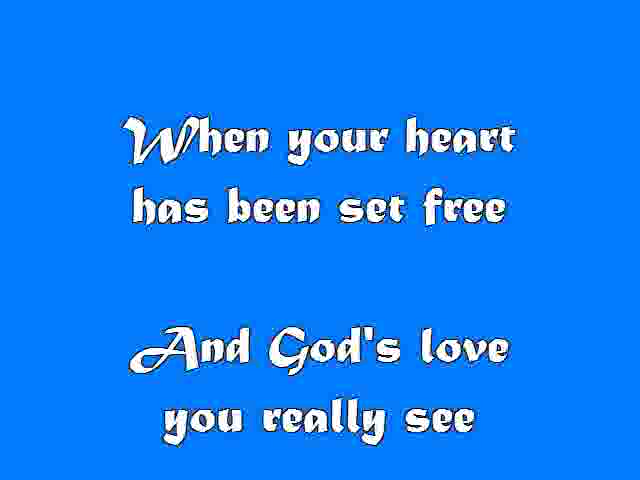 When your heart
has been set free
And God's love
you really see